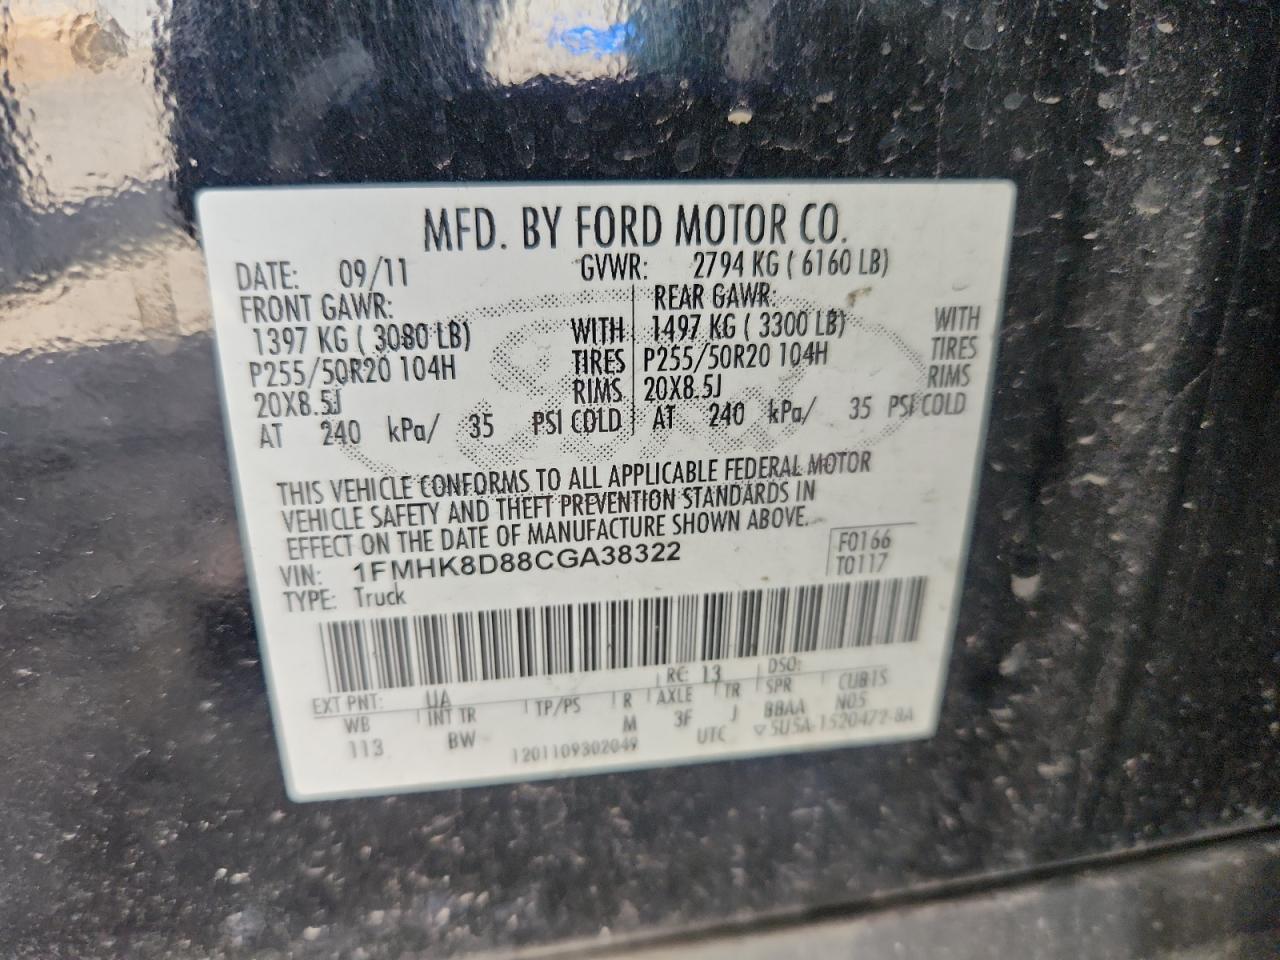 MFD. BY FORD MOTOR CO.
DATE: 09/11 GVWR: 2794 KG ( 6160 LB)
FRONT GAWR: REAR GAWR:
1397 KG ( 3080 LB) WITH 1497 KG ( 3300 LB) WITH
P255/50R20 104H TIRES P255/50R20 104H TIRES
20X8.5J RIMS 20X8.5J RIMS
AT 240 kPa/ 35 PSI COLD AT 240 kPa/ 35 PSI COLD
THIS VEHICLE CONFORMS TO ALL APPLICABLE FEDERAL MOTOR
VEHICLE SAFETY AND THEFT PREVENTION STANDARDS IN
EFFECT ON THE DATE OF MANUFACTURE SHOWN ABOVE.
VIN: 1FMHK8D88CGA38322 F0166
TYPE: Truck T0117
EXT PNT: UA RC: 13 DSO:
WB INT TR TP/PS R AXLE TR SPR CUBIS
113 BW M 3F J BBAA N05
1201109302049 UTC ▽5U5A-1520472-8A